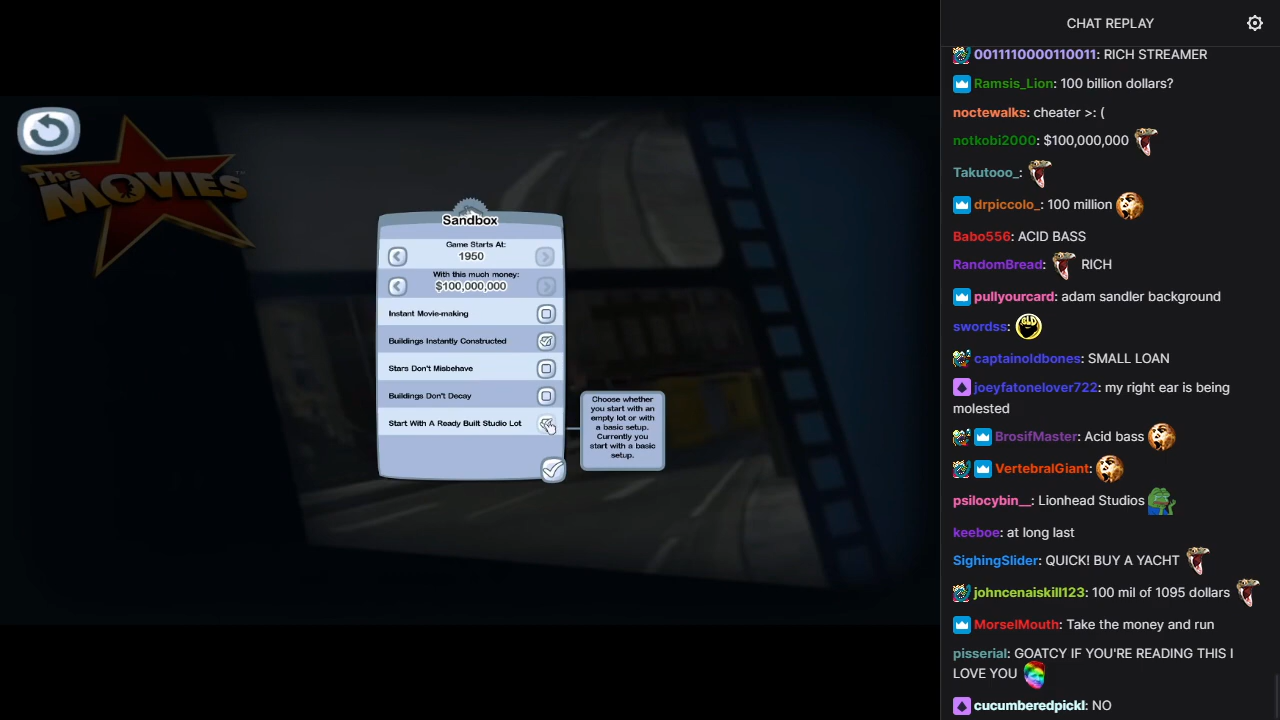 The MOVIES™
Sandbox
Game Starts At:
1950
With this much money:
$100,000,000
Instant Movie-making
Buildings Instantly Constructed
Stars Don't Misbehave
Buildings Don't Decay
Start With A Ready Built Studio Lot
Choose whether
you start with an
empty lot or with
a basic setup.
Currently you
start with a basic
setup.
CHAT REPLAY
0011110000110011: RICH STREAMER
Ramsis_Lion: 100 billion dollars?
noctewalks: cheater >: (
notkobi2000: $100,000,000
Takutooo_:
drpiccolo_: 100 million
Babo556: ACID BASS
RandomBread: RICH
pullyourcard: adam sandler background
swordss:
captainoldbones: SMALL LOAN
joeyfatonelover722: my right ear is being
molested
BrosifMaster: Acid bass
VertebralGiant:
psilocybin__: Lionhead Studios
keeboe: at long last
SighingSlider: QUICK! BUY A YACHT
johncenaiskill123: 100 mil of 1095 dollars
MorselMouth: Take the money and run
pisserial: GOATCY IF YOU'RE READING THIS I
LOVE YOU
cucumberedpickl: NO